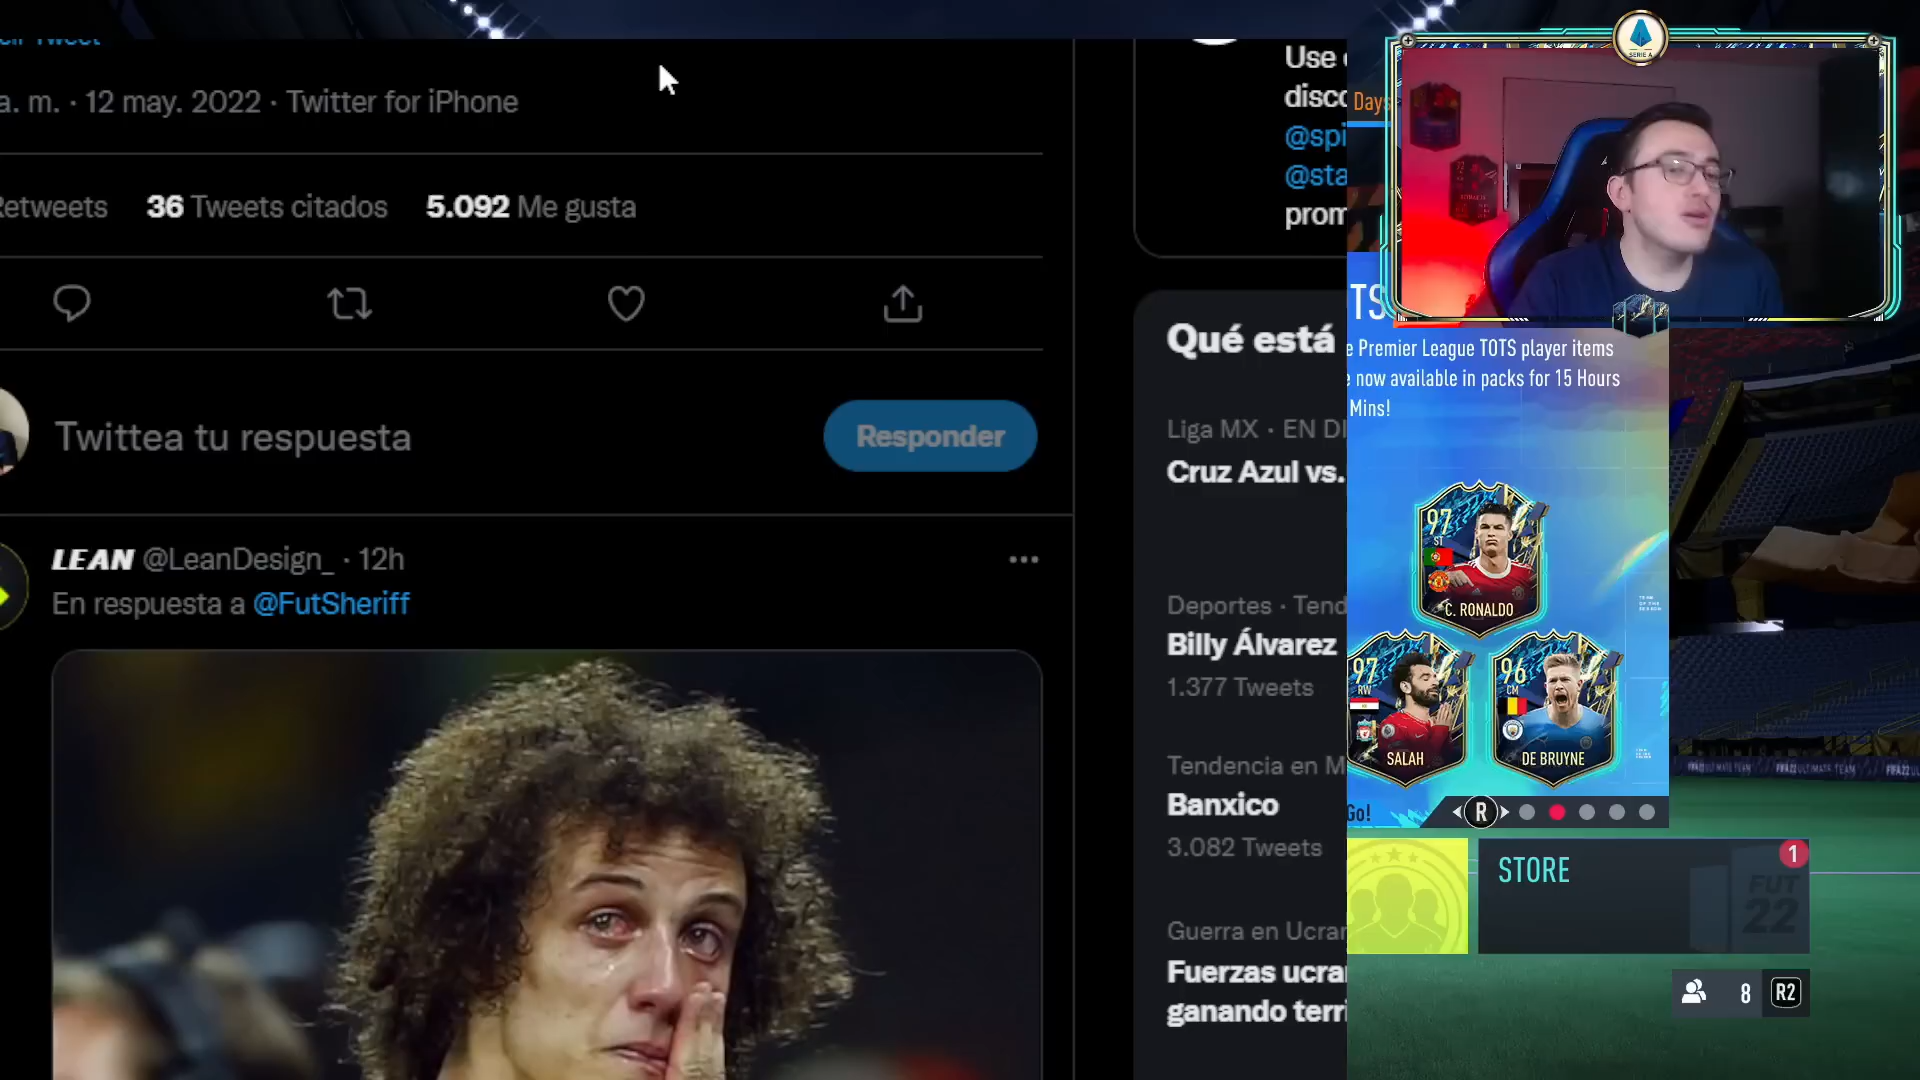 a. m. · 12 may. 2022 · Twitter for iPhone
Retweets 36 Tweets citados 5.092 Me gusta
Twittea tu respuesta
Responder
LEAN @LeanDesign_ · 12h
En respuesta a @FutSheriff
Use
disco
@spi
@sta
prom
Qué está
Liga MX · EN DI
Cruz Azul vs.
Deportes · Tend
Billy Álvarez
1.377 Tweets
Tendencia en M
Banxico
3.082 Tweets
Guerra en Ucra
Fuerzas ucra
ganando terri
Days
SERIE A
TS
e Premier League TOTS player items
e now available in packs for 15 Hours
Mins!
97
ST
C. RONALDO
97
RW
SALAH
96
CM
DE BRUYNE
Go!
R
STORE
1
FUT
22
8 R2